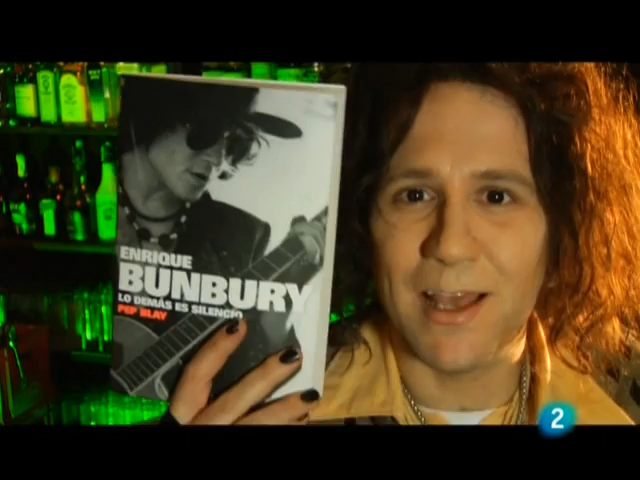 ENRIQUE
BUNBURY
LO DEMÁS ES SILENCIO
PEP BLAY
2